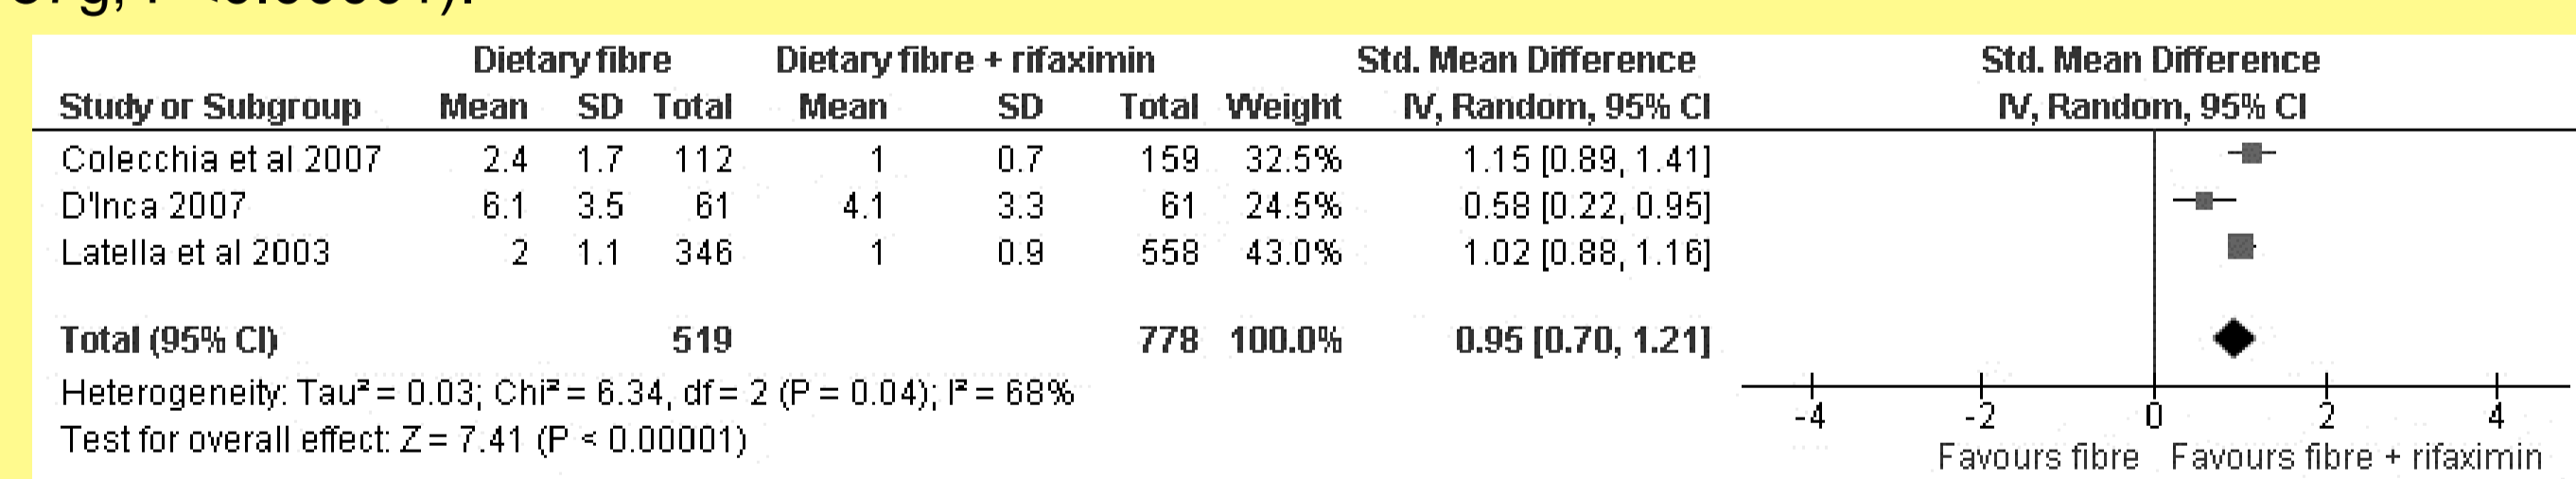 Dietary fibre Dietary fibre + rifaximin Std. Mean Difference Std. Mean Difference
Study or Subgroup Mean SD Total Mean SD Total Weight IV, Random, 95% CI IV, Random, 95% CI
Colecchia et al 2007 2.4 1.7 112 1 0.7 159 32.5% 1.15 [0.89, 1.41]
D'Inca 2007 6.1 3.5 61 4.1 3.3 61 24.5% 0.58 [0.22, 0.95]
Latella et al 2003 2 1.1 346 1 0.9 558 43.0% 1.02 [0.88, 1.16]
Total (95% CI) 519 778 100.0% 0.95 [0.70, 1.21]
Heterogeneity: Tau² = 0.03; Chi² = 6.34, df = 2 (P = 0.04); I² = 68%
Test for overall effect: Z = 7.41 (P < 0.00001)
-4 -2 0 2 4
Favours fibre Favours fibre + rifaximin